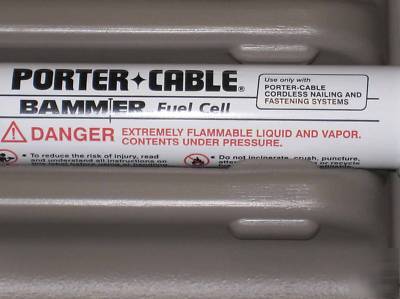 PORTER+CABLE®
BAMMER Fuel Cell
Use only with
PORTER-CABLE
CORDLESS NAILING AND
FASTENING SYSTEMS
DANGER EXTREMELY FLAMMABLE LIQUID AND VAPOR.
CONTENTS UNDER PRESSURE.
• To reduce the risk of injury, read
and understand all instructions on
• Do not incinerate, crush, puncture,